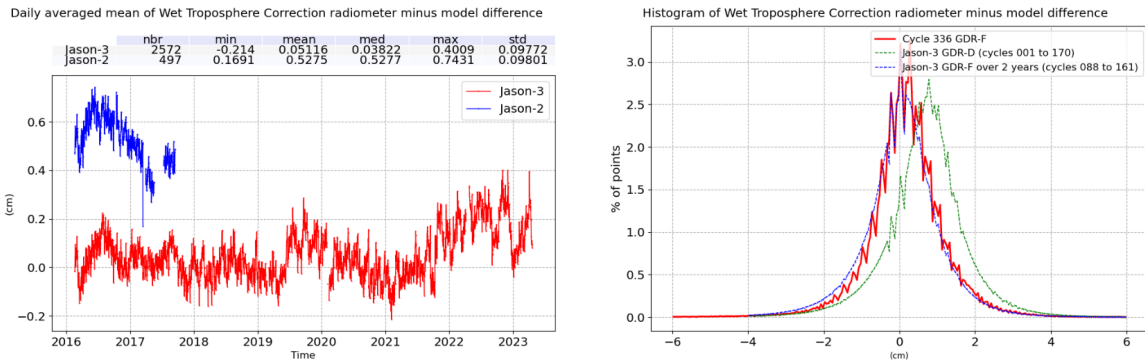 Daily averaged mean of Wet Troposphere Correction radiometer minus model difference
nbr min mean med max std
Jason-3 2572 -0.214 0.05116 0.03822 0.4009 0.09772
Jason-2 497 0.1691 0.5275 0.5277 0.7431 0.09801
Jason-3
Jason-2
0.6
0.4
0.2
0.0
−0.2
(cm)
2016 2017 2018 2019 2020 2021 2022 2023
Time
Histogram of Wet Troposphere Correction radiometer minus model difference
Cycle 336 GDR-F
Jason-3 GDR-D (cycles 001 to 170)
Jason-3 GDR-F over 2 years (cycles 088 to 161)
3.0
2.5
2.0
1.5
1.0
0.5
0.0
% of points
−6 −4 −2 0 2 4 6
(cm)